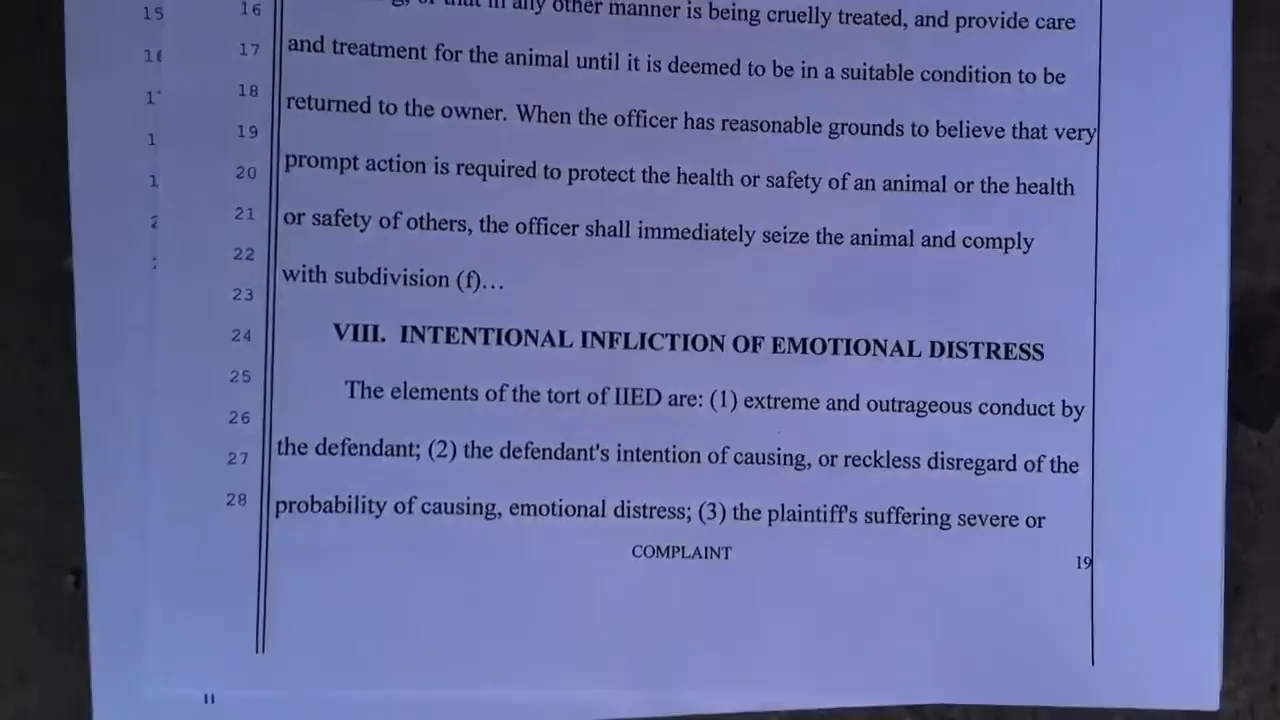 15 16 any other manner is being cruelly treated, and provide care
17 and treatment for the animal until it is deemed to be in a suitable condition to be
18 returned to the owner. When the officer has reasonable grounds to believe that very
19
20 prompt action is required to protect the health or safety of an animal or the health
21 or safety of others, the officer shall immediately seize the animal and comply
22 with subdivision (f)...
23
24 VIII. INTENTIONAL INFLICTION OF EMOTIONAL DISTRESS
25 The elements of the tort of IIED are: (1) extreme and outrageous conduct by
26
27 the defendant; (2) the defendant's intention of causing, or reckless disregard of the
28 probability of causing, emotional distress; (3) the plaintiff's suffering severe or
COMPLAINT
19